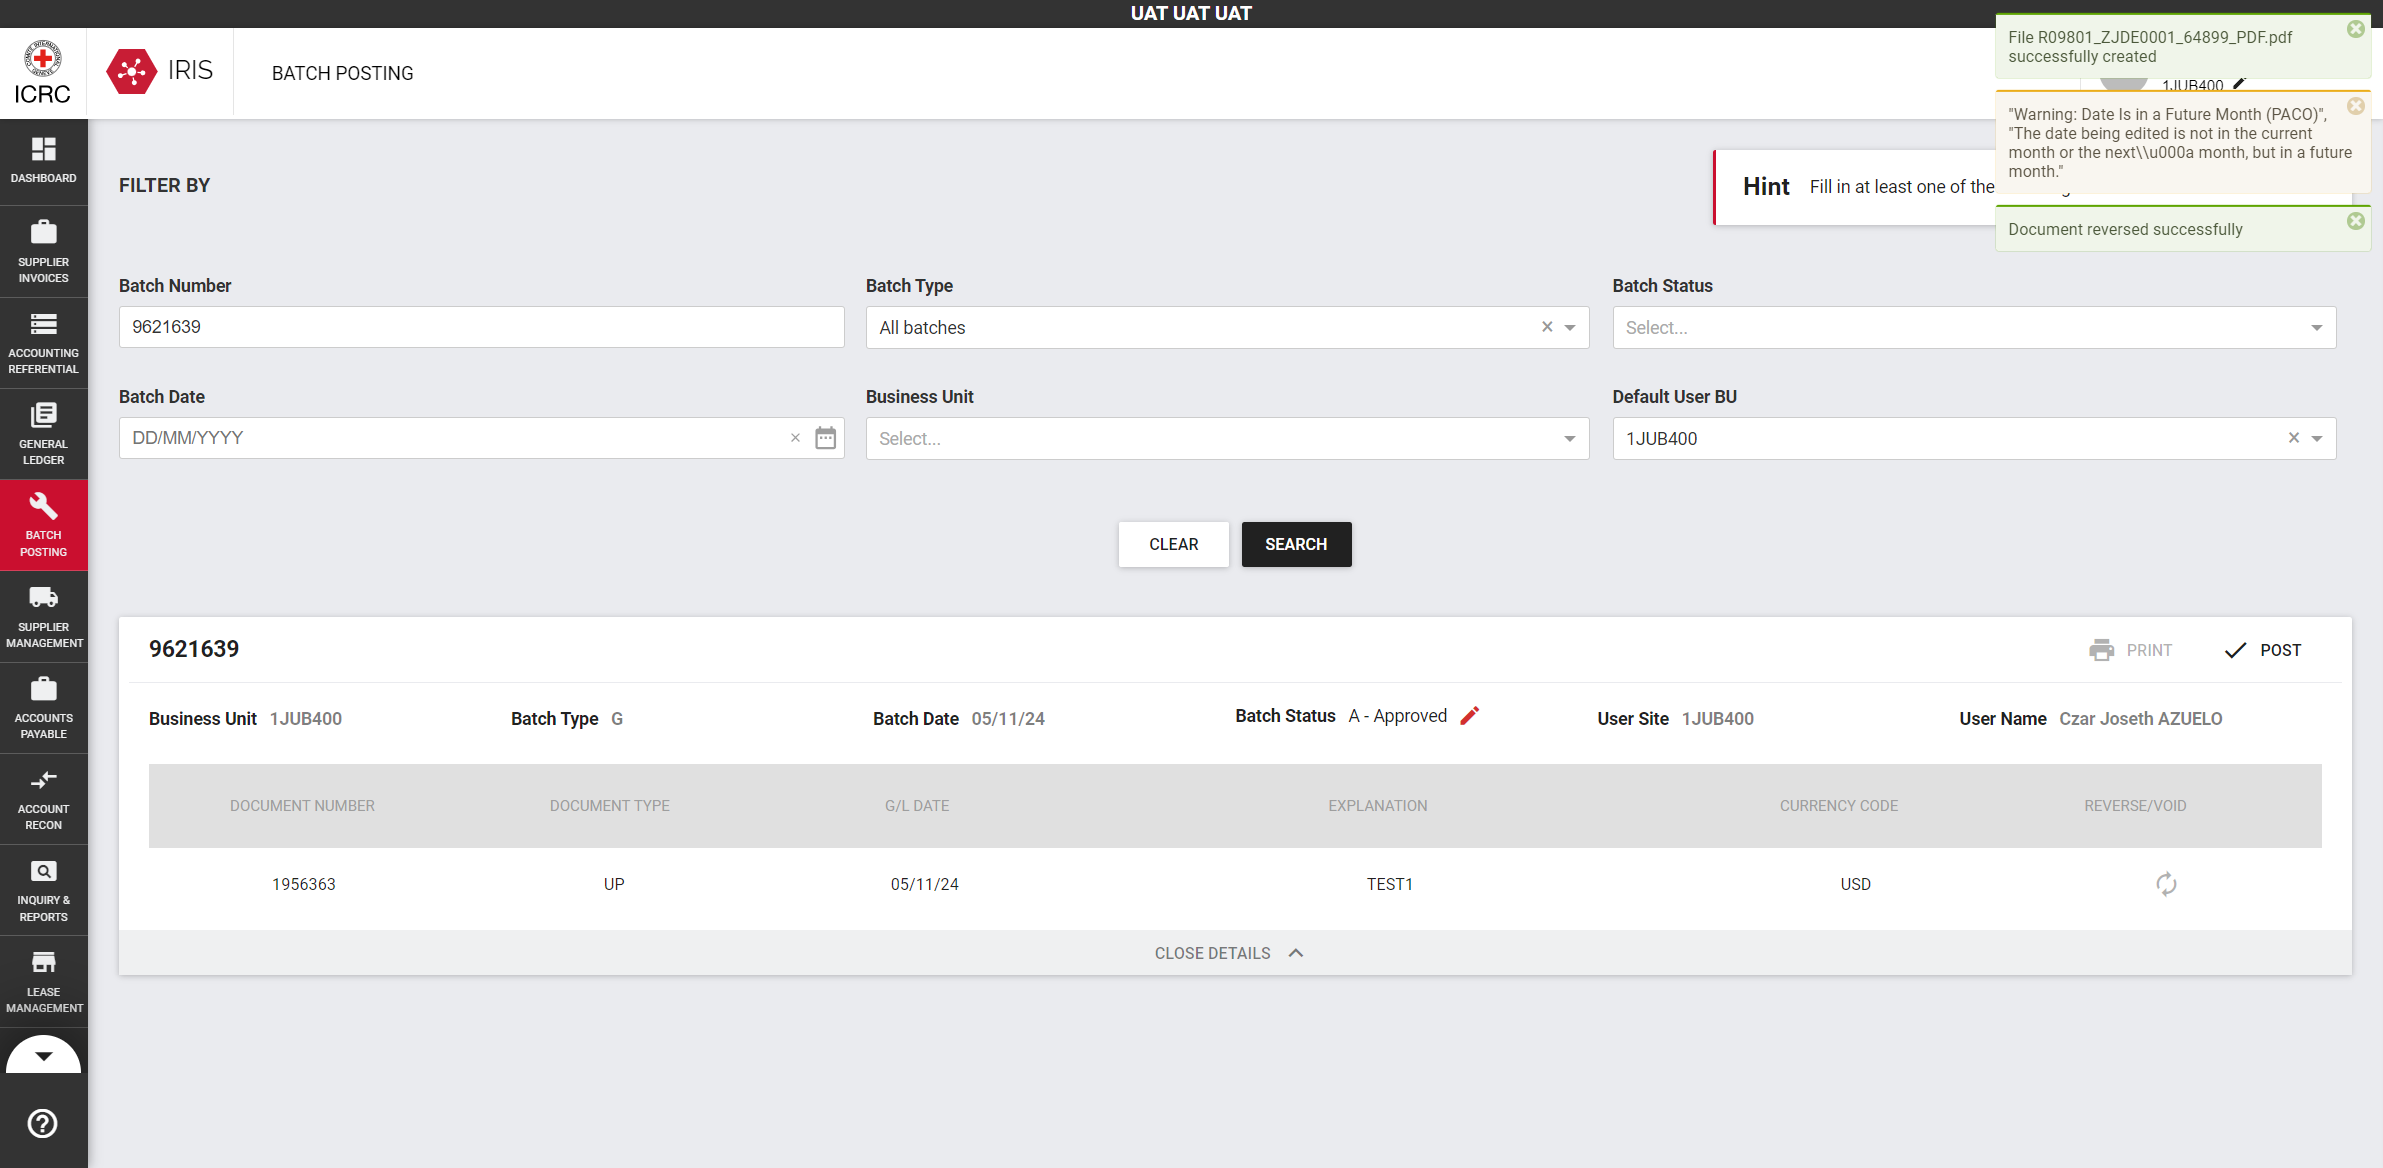 UAT UAT UAT
ICRC
IRIS
BATCH POSTING
File R09801_ZJDE0001_64899_PDF.pdf
successfully created
1JUB400
"Warning: Date Is in a Future Month (PACO)",
"The date being edited is not in the current
month or the next\\u000a month, but in a future
month."
Document reversed successfully
DASHBOARD
SUPPLIER
INVOICES
ACCOUNTING
REFERENTIAL
GENERAL
LEDGER
BATCH
POSTING
SUPPLIER
MANAGEMENT
ACCOUNTS
PAYABLE
ACCOUNT
RECON
INQUIRY &
REPORTS
LEASE
MANAGEMENT
FILTER BY
Hint Fill in at least one of the
Batch Number
9621639
Batch Type
All batches
Batch Status
Select...
Batch Date
DD/MM/YYYY
Business Unit
Select...
Default User BU
1JUB400
CLEAR
SEARCH
9621639
PRINT
POST
Business Unit 1JUB400
Batch Type G
Batch Date 05/11/24
Batch Status A - Approved
User Site 1JUB400
User Name Czar Joseth AZUELO
DOCUMENT NUMBER DOCUMENT TYPE G/L DATE EXPLANATION CURRENCY CODE REVERSE/VOID
1956363 UP 05/11/24 TEST1 USD
CLOSE DETAILS